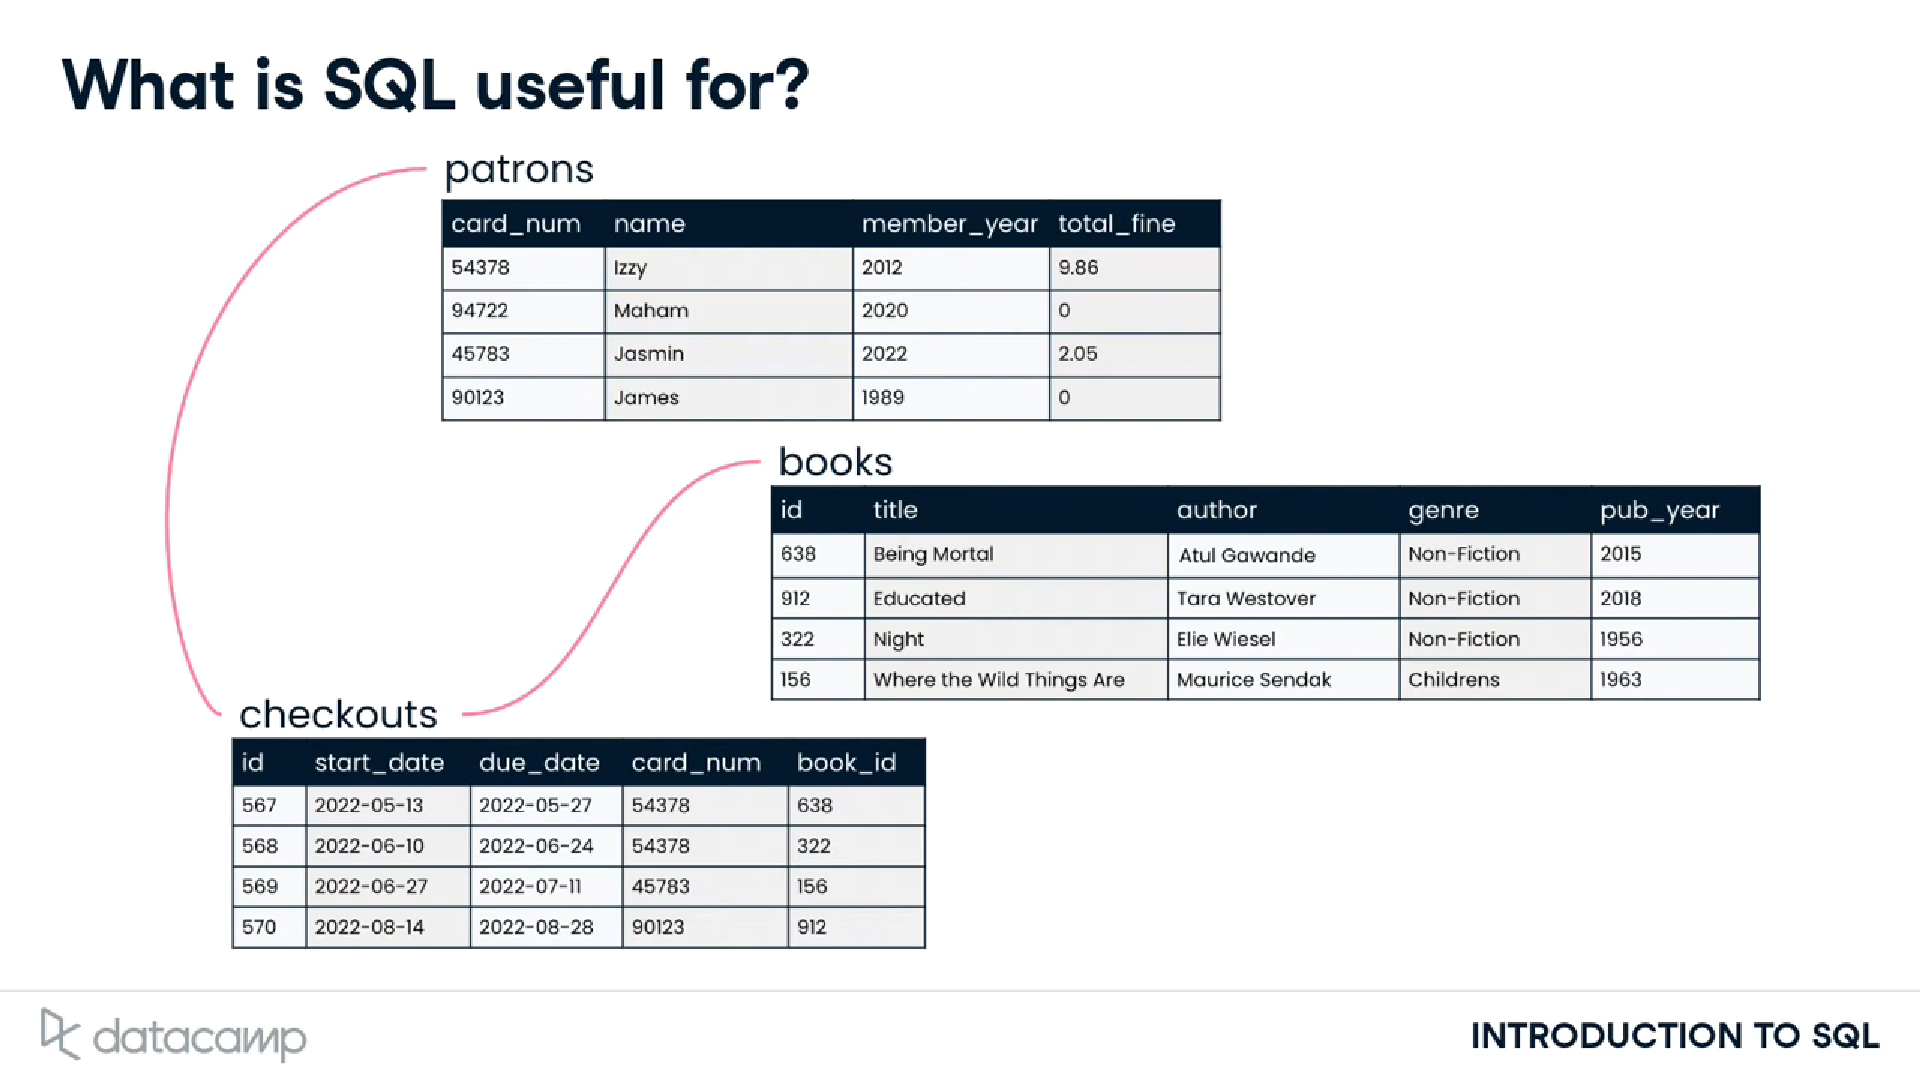 What is SQL useful for?
patrons
card_num name member_year total_fine
54378 Izzy 2012 9.86
94722 Maham 2020 0
45783 Jasmin 2022 2.05
90123 James 1989 0
books
id title author genre pub_year
638 Being Mortal Atul Gawande Non-Fiction 2015
912 Educated Tara Westover Non-Fiction 2018
322 Night Elie Wiesel Non-Fiction 1956
156 Where the Wild Things Are Maurice Sendak Childrens 1963
checkouts
id start_date due_date card_num book_id
567 2022-05-13 2022-05-27 54378 638
568 2022-06-10 2022-06-24 54378 322
569 2022-06-27 2022-07-11 45783 156
570 2022-08-14 2022-08-28 90123 912
datacamp
INTRODUCTION TO SQL